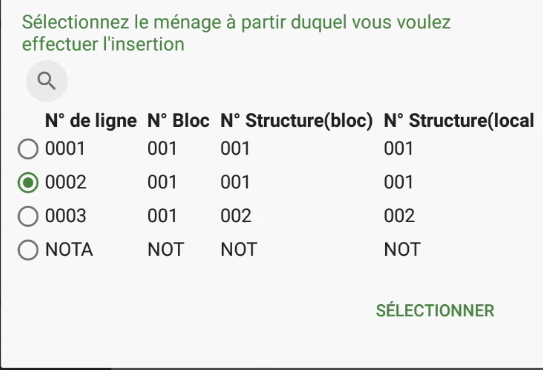 Sélectionnez le ménage à partir duquel vous voulez
effectuer l'insertion
N° de ligne N° Bloc N° Structure(bloc) N° Structure(local
0001 001 001 001
0002 001 001 001
0003 001 002 002
NOTA NOT NOT NOT
SÉLECTIONNER